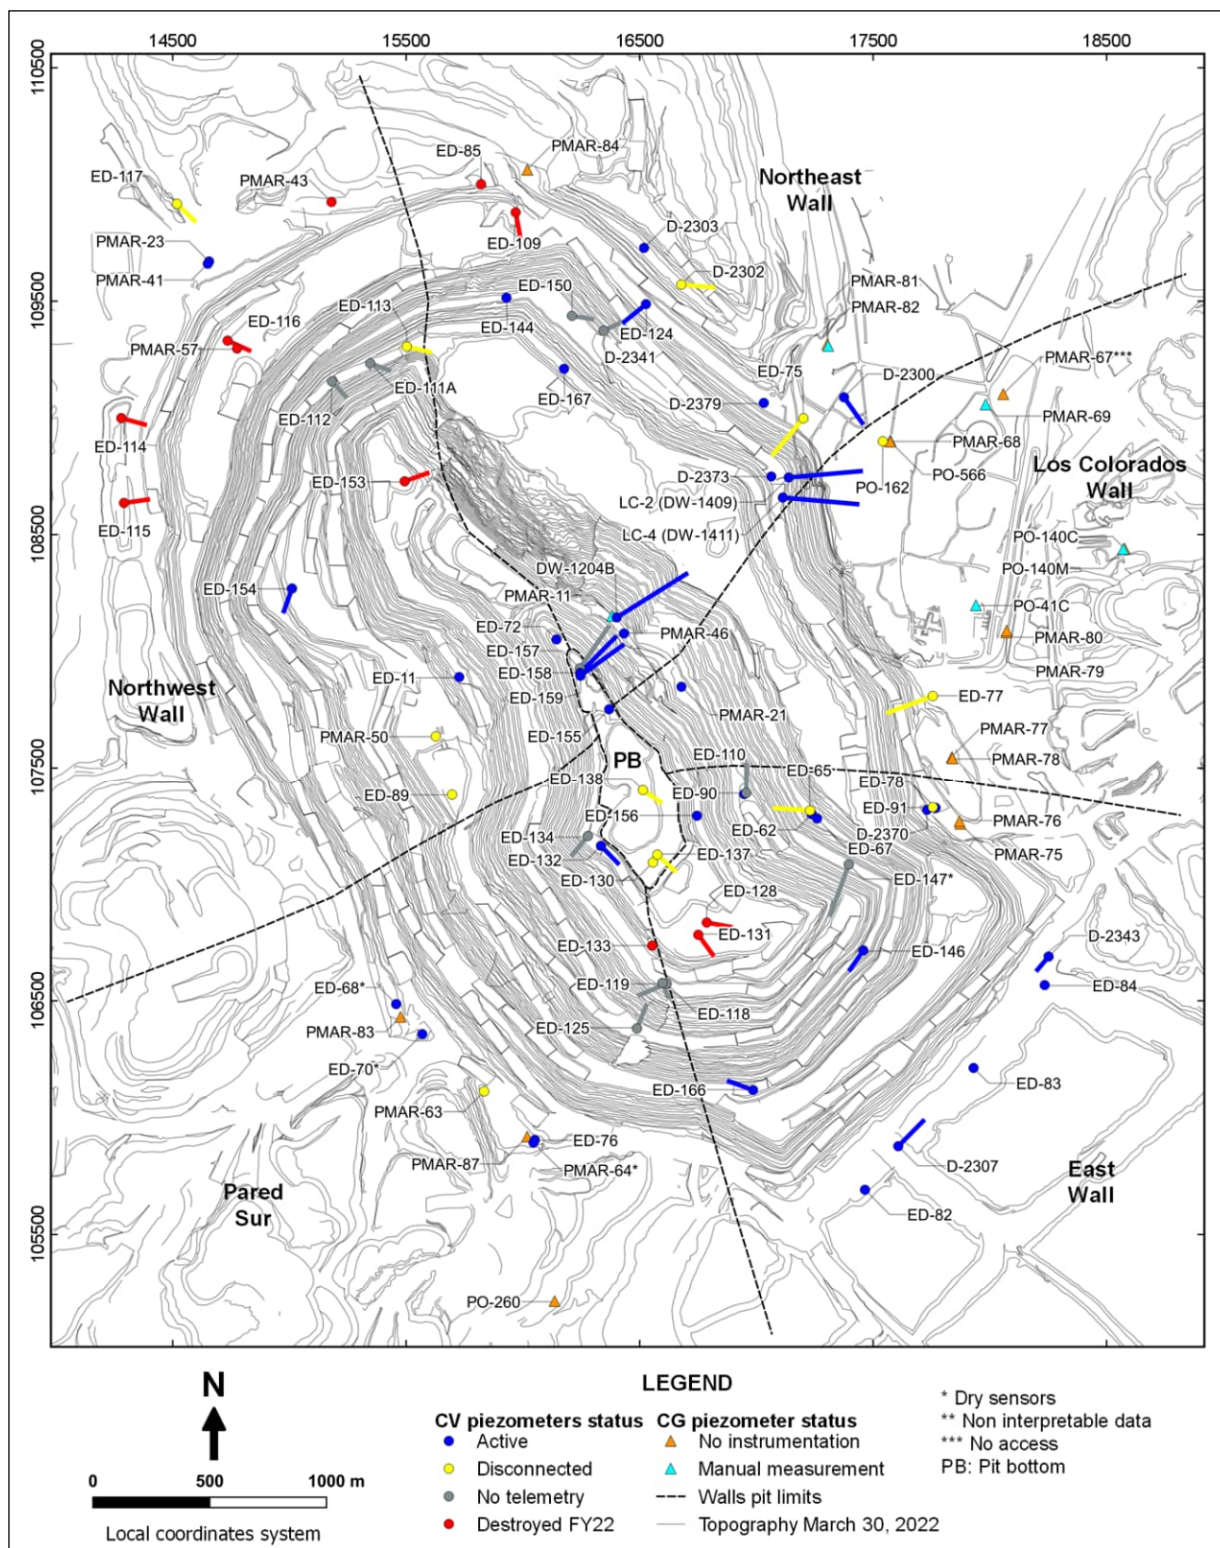 14500
15500
16500
17500
18500
110500
109500
108500
107500
106500
105500
ED-85
PMAR-84
ED-117
PMAR-43
Northeast
Wall
PMAR-23
D-2303
ED-109
PMAR-41
D-2302
PMAR-81
ED-150
ED-113
PMAR-82
ED-116
ED-144
ED-124
D-2341
PMAR-57
ED-75
PMAR-67***
D-2300
ED-111A
ED-167
D-2379
PMAR-69
ED-112
ED-114
PMAR-68
D-2373
PO-566
Los Colorados
Wall
ED-153
PO-162
LC-2 (DW-1409)
ED-115
LC-4 (DW-1411)
PO-140C
DW-1204B
PO-140M
ED-154
PMAR-11
PO-41C
ED-72
PMAR-46
PMAR-80
ED-157
ED-158
PMAR-79
ED-11
Northwest
Wall
ED-159
ED-77
PMAR-21
PMAR-77
PMAR-50
ED-155
ED-110
PB
ED-65
PMAR-78
ED-138
ED-78
ED-89
ED-90
ED-91
ED-156
PMAR-76
ED-134
ED-62
D-2370
ED-67
ED-132
ED-137
PMAR-75
ED-130
ED-147*
ED-128
ED-131
D-2343
ED-133
ED-146
ED-68*
ED-119
ED-84
PMAR-83
ED-118
ED-125
ED-70*
ED-166
ED-83
PMAR-63
ED-76
PMAR-87
PMAR-64*
D-2307
East
Wall
Pared
Sur
ED-82
PO-260
N
0 500 1000 m
Local coordinates system
LEGEND
CV piezometers status
Active
Disconnected
No telemetry
Destroyed FY22
CG piezometer status
No instrumentation
Manual measurement
Walls pit limits
Topography March 30, 2022
* Dry sensors
** Non interpretable data
*** No access
PB: Pit bottom